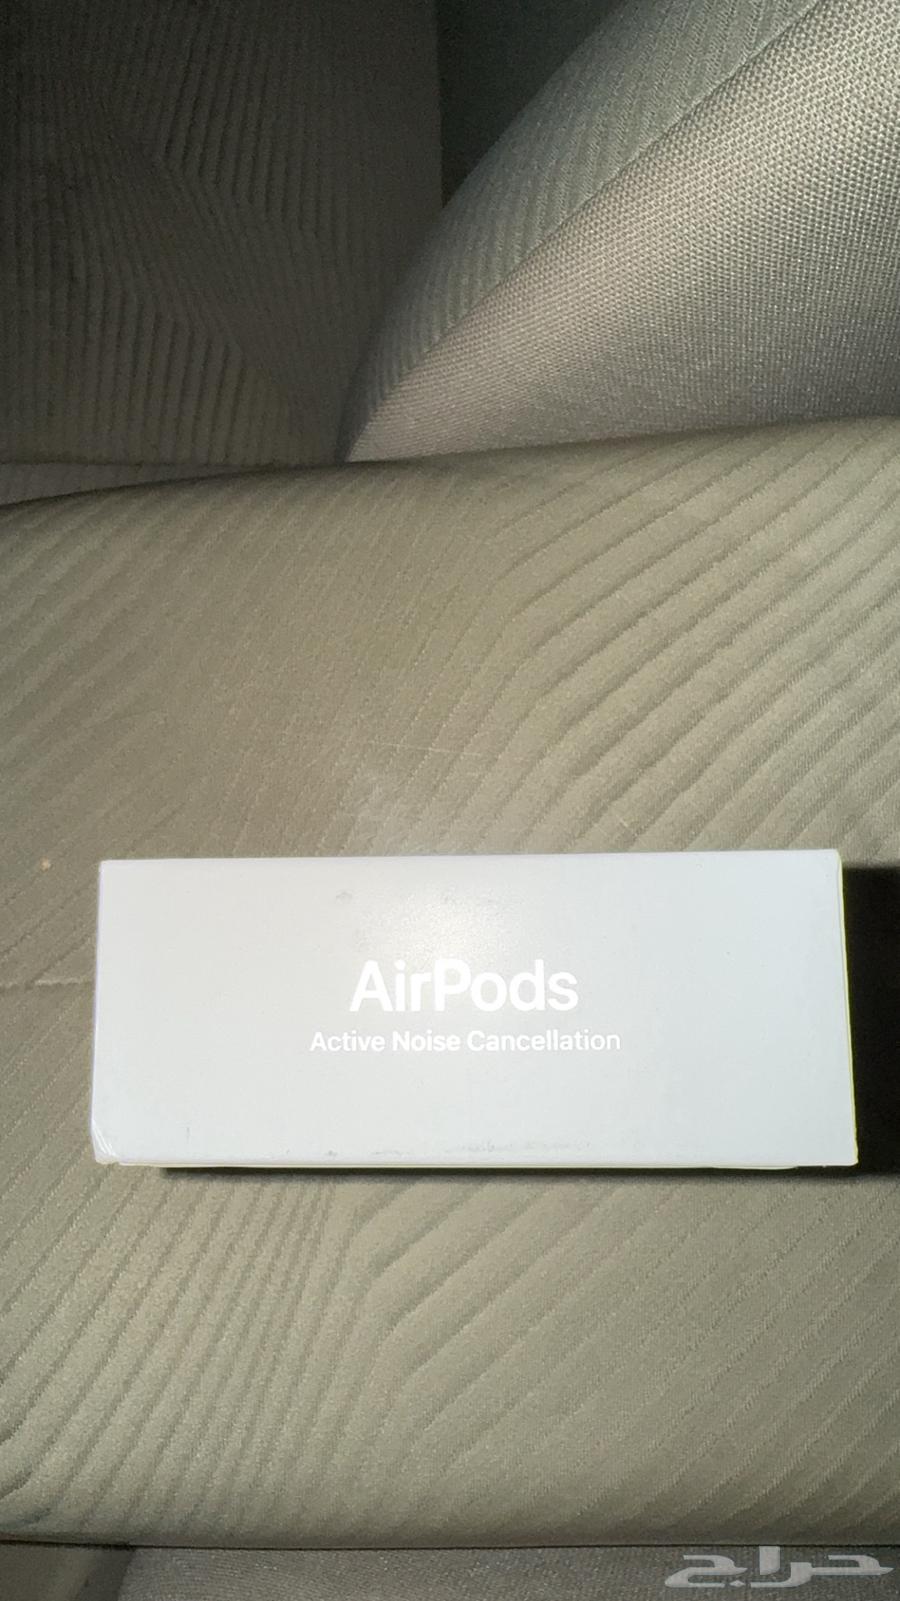 AirPods
Active Noise Cancellation
حراج